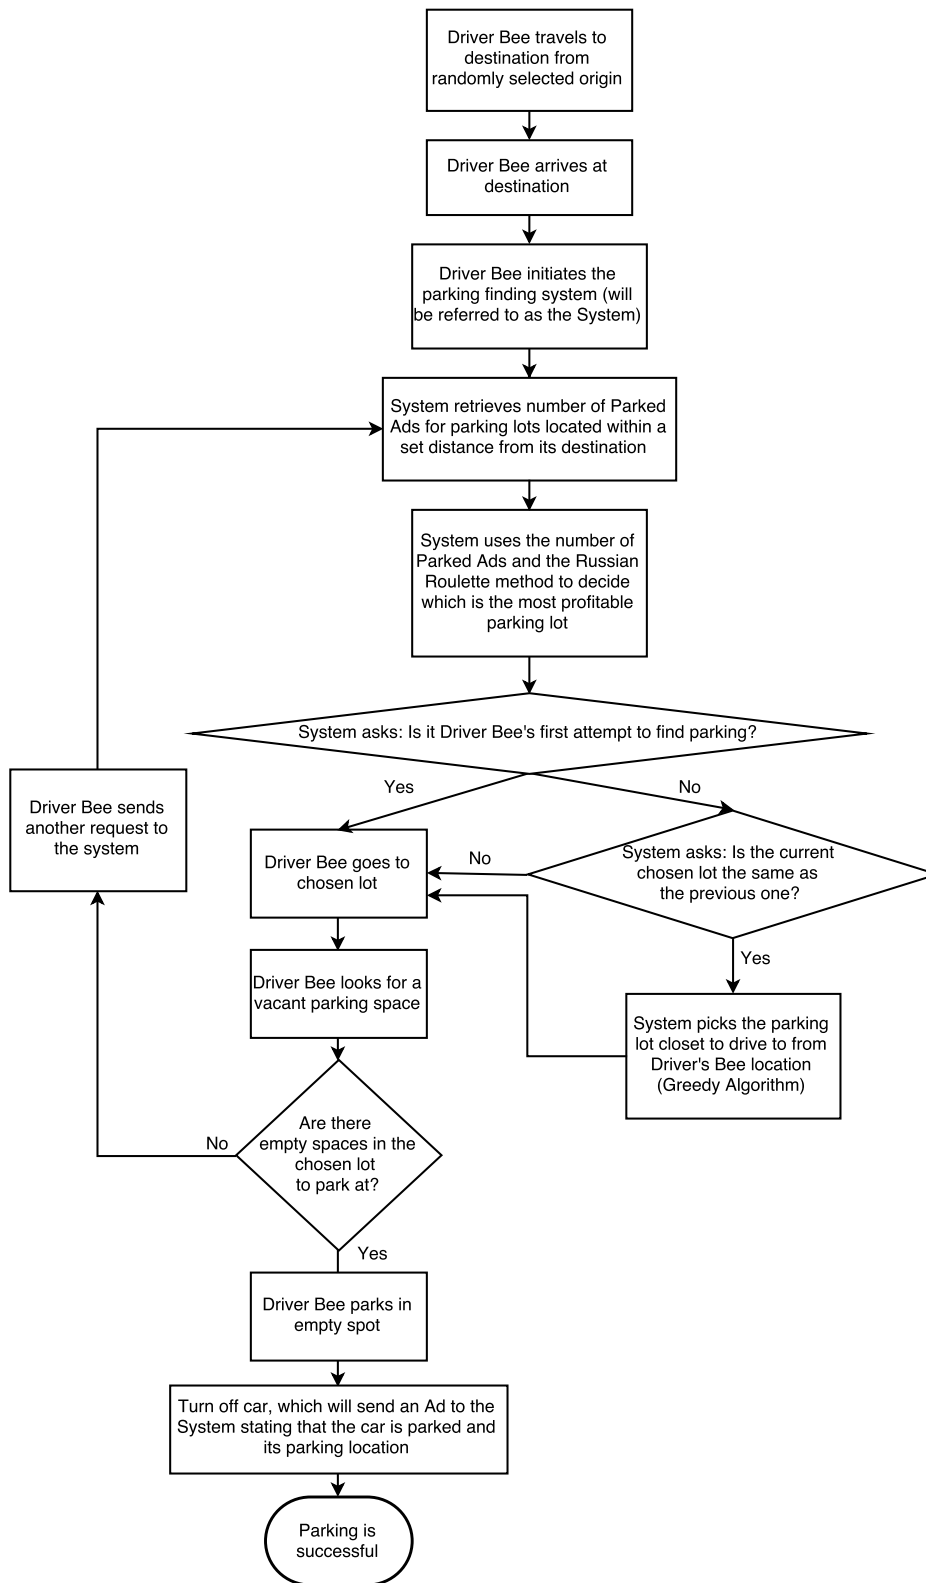 Driver Bee travels to
destination from
randomly selected origin
Driver Bee arrives at
destination
Driver Bee initiates the
parking finding system (will
be referred to as the System)
System retrieves number of Parked
Ads for parking lots located within a
set distance from its destination
System uses the number of
Parked Ads and the Russian
Roulette method to decide
which is the most profitable
parking lot
System asks: Is it Driver Bee's first attempt to find parking?
Yes
No
Driver Bee sends
another request to
the system
Driver Bee goes to
chosen lot
No
System asks: Is the current
chosen lot the same as
the previous one?
Yes
Driver Bee looks for a
vacant parking space
System picks the parking
lot closet to drive to from
Driver's Bee location
(Greedy Algorithm)
Are there
empty spaces in the
chosen lot
to park at?
No
Yes
Driver Bee parks in
empty spot
Turn off car, which will send an Ad to the
System stating that the car is parked and
its parking location
Parking is
successful